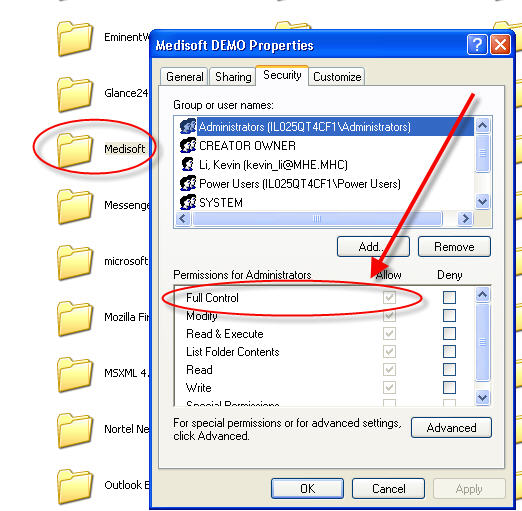 EminentW
Glance24
Medisoft
Messenge
microsoft
Mozilla Fir
MSXML 4.
Nortel Ne
Outlook E
Medisoft DEMO Properties
General Sharing Security Customize
Group or user names:
Administrators (IL025QT4CF1\Administrators)
CREATOR OWNER
Li, Kevin (kevin_li@MHE.MHC)
Power Users (IL025QT4CF1\Power Users)
SYSTEM
Add... Remove
Permissions for Administrators Allow Deny
Full Control
Modify
Read & Execute
List Folder Contents
Read
Write
Special Permissions
For special permissions or for advanced settings,
click Advanced.
Advanced
OK Cancel Apply